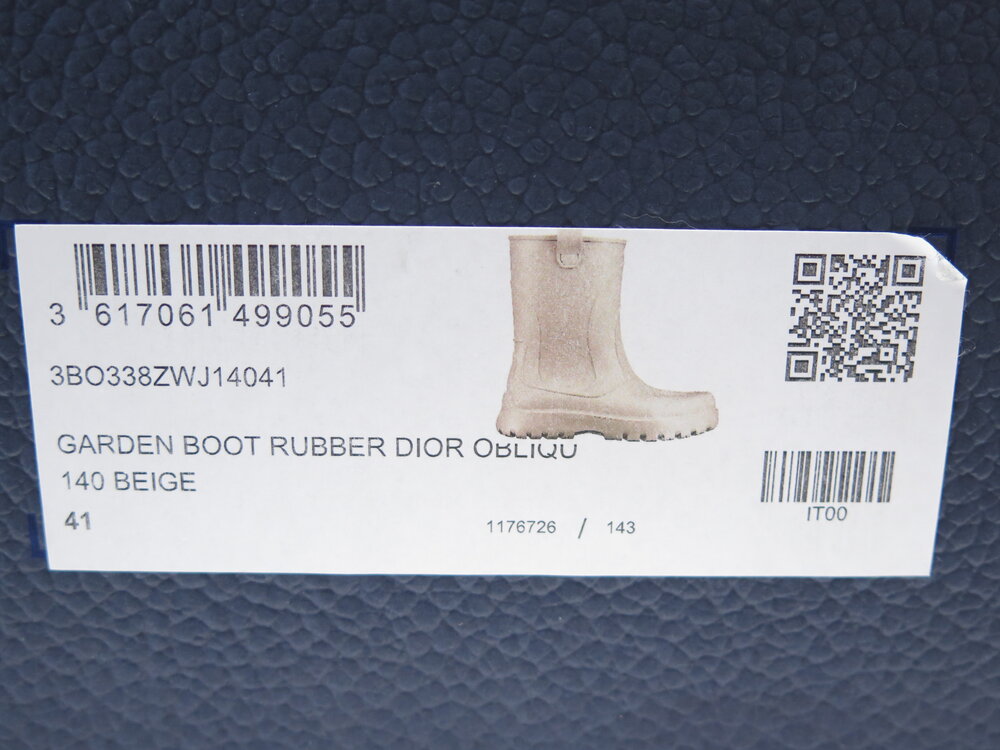 3 617061 499055
3BO338ZWJ14041
GARDEN BOOT RUBBER DIOR OBLIQU
140 BEIGE
41
1176726 / 143
IT00